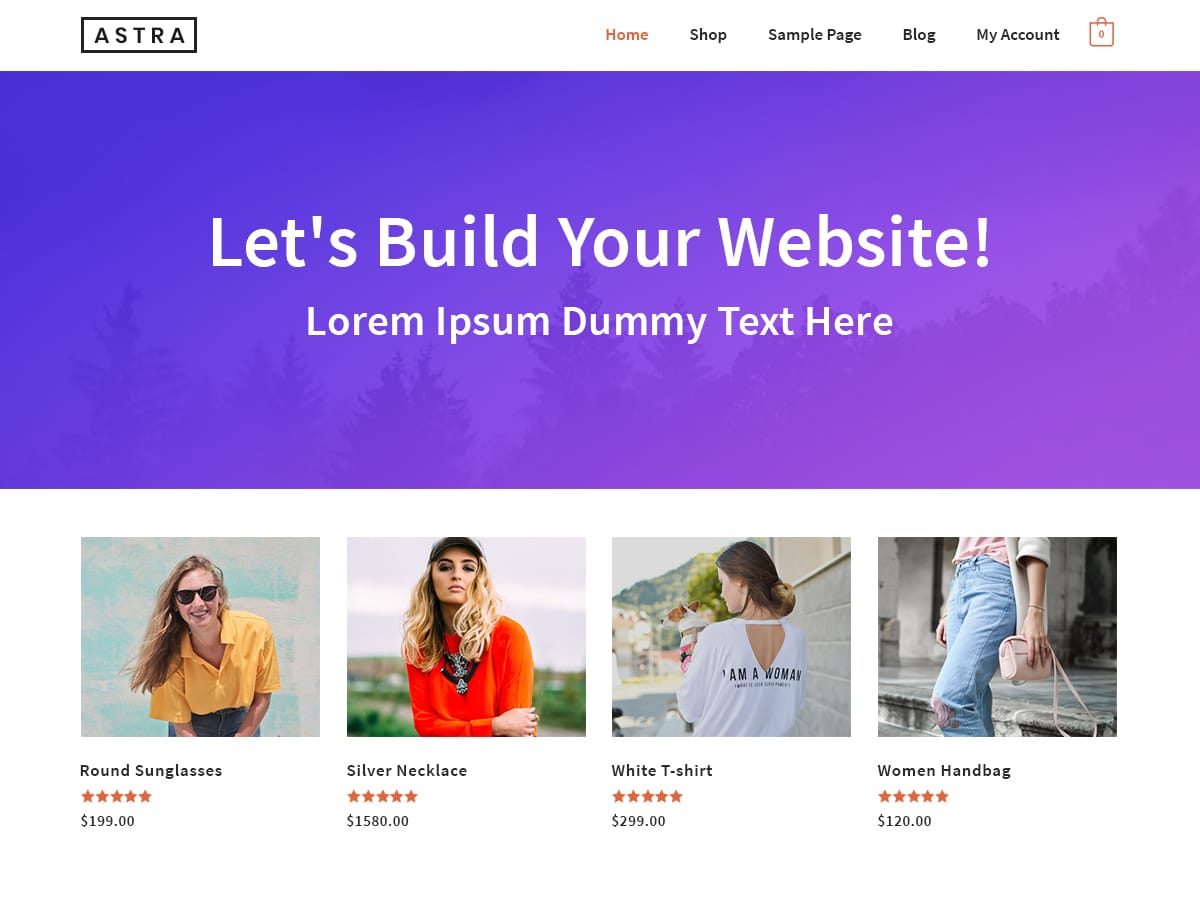 ASTRA
Home Shop Sample Page Blog My Account 0
Let's Build Your Website!
Lorem Ipsum Dummy Text Here
I AM A WOMAN
Round Sunglasses Silver Necklace White T-shirt Women Handbag
$199.00 $1580.00 $299.00 $120.00